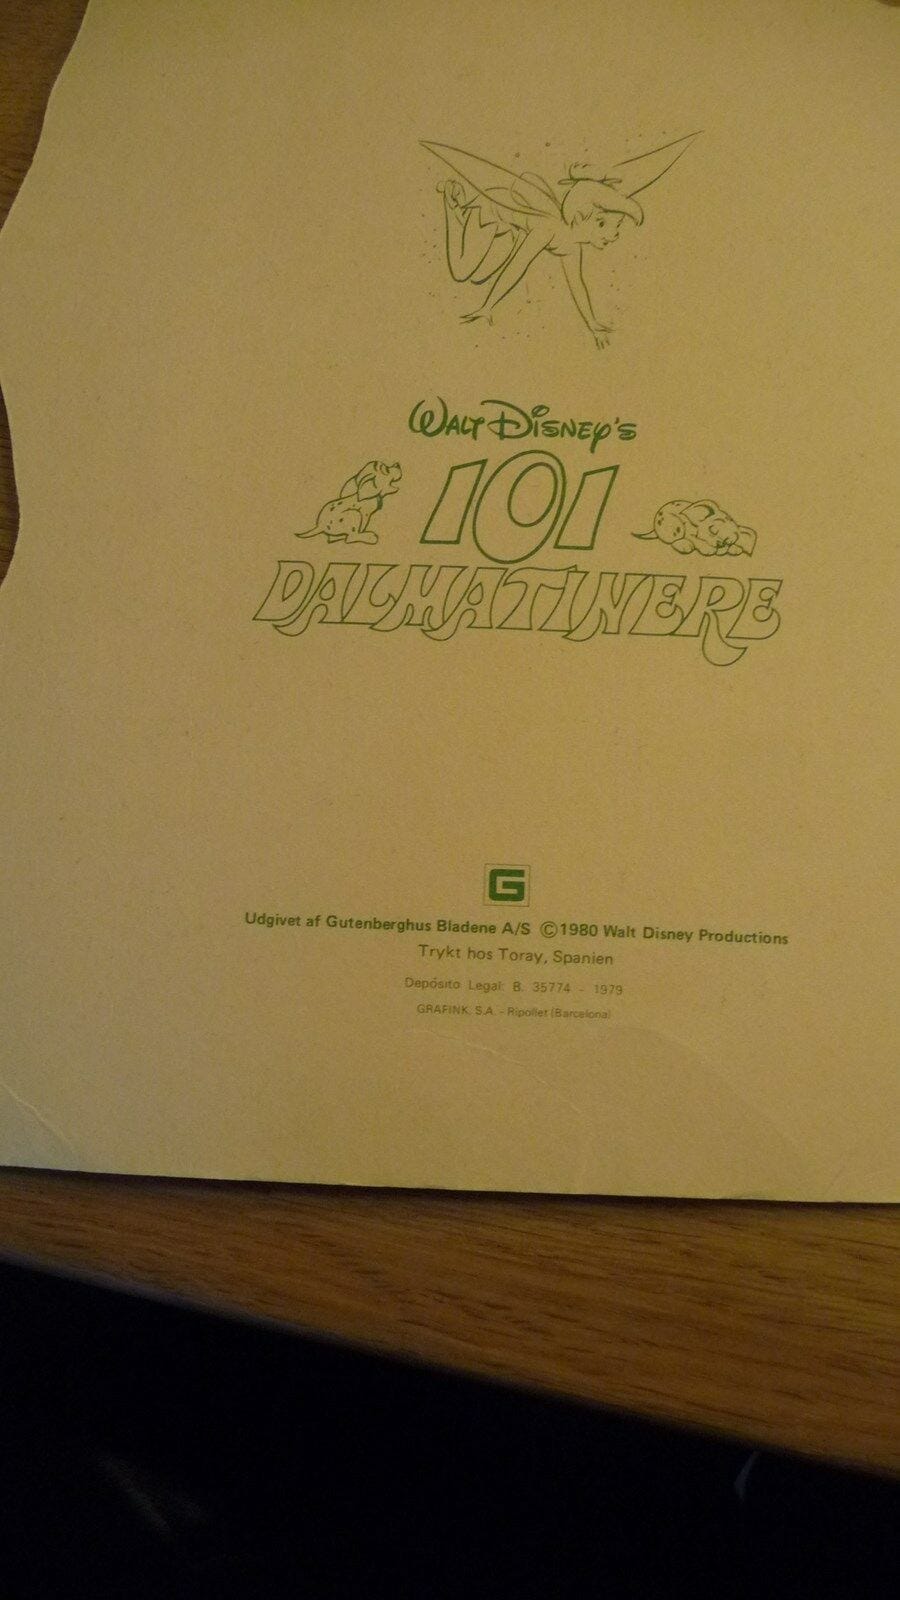 WALT DISNEY'S
101
DALMATINERE
G
Udgivet af Gutenberghus Bladene A/S ©1980 Walt Disney Productions
Trykt hos Toray, Spanien
Depósito Legal: B. 35774 - 1979
GRAFINK, S.A. - Ripollet (Barcelona)